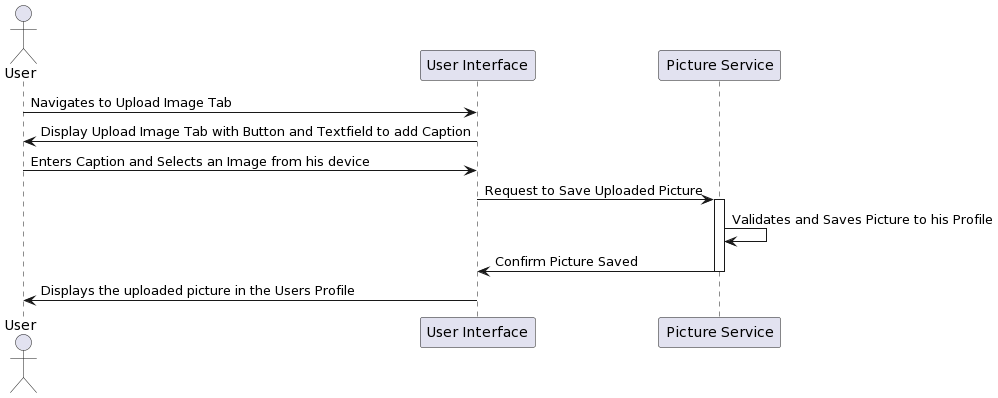 User
User Interface
Picture Service
Navigates to Upload Image Tab
Display Upload Image Tab with Button and Textfield to add Caption
Enters Caption and Selects an Image from his device
Request to Save Uploaded Picture
Validates and Saves Picture to his Profile
Confirm Picture Saved
Displays the uploaded picture in the Users Profile
User
User Interface
Picture Service